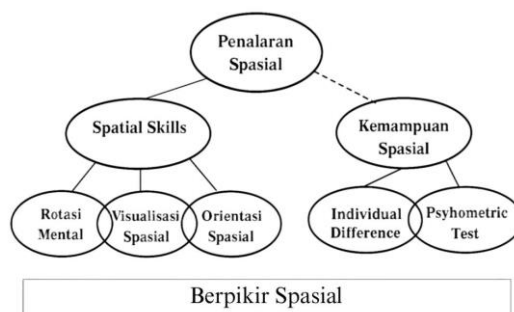 Penalaran
Spasial
Spatial Skills
Kemampuan
Spasial
Rotasi
Mental
Visualisasi
Spasial
Orientasi
Spasial
Individual
Difference
Psyhometric
Test
Berpikir Spasial